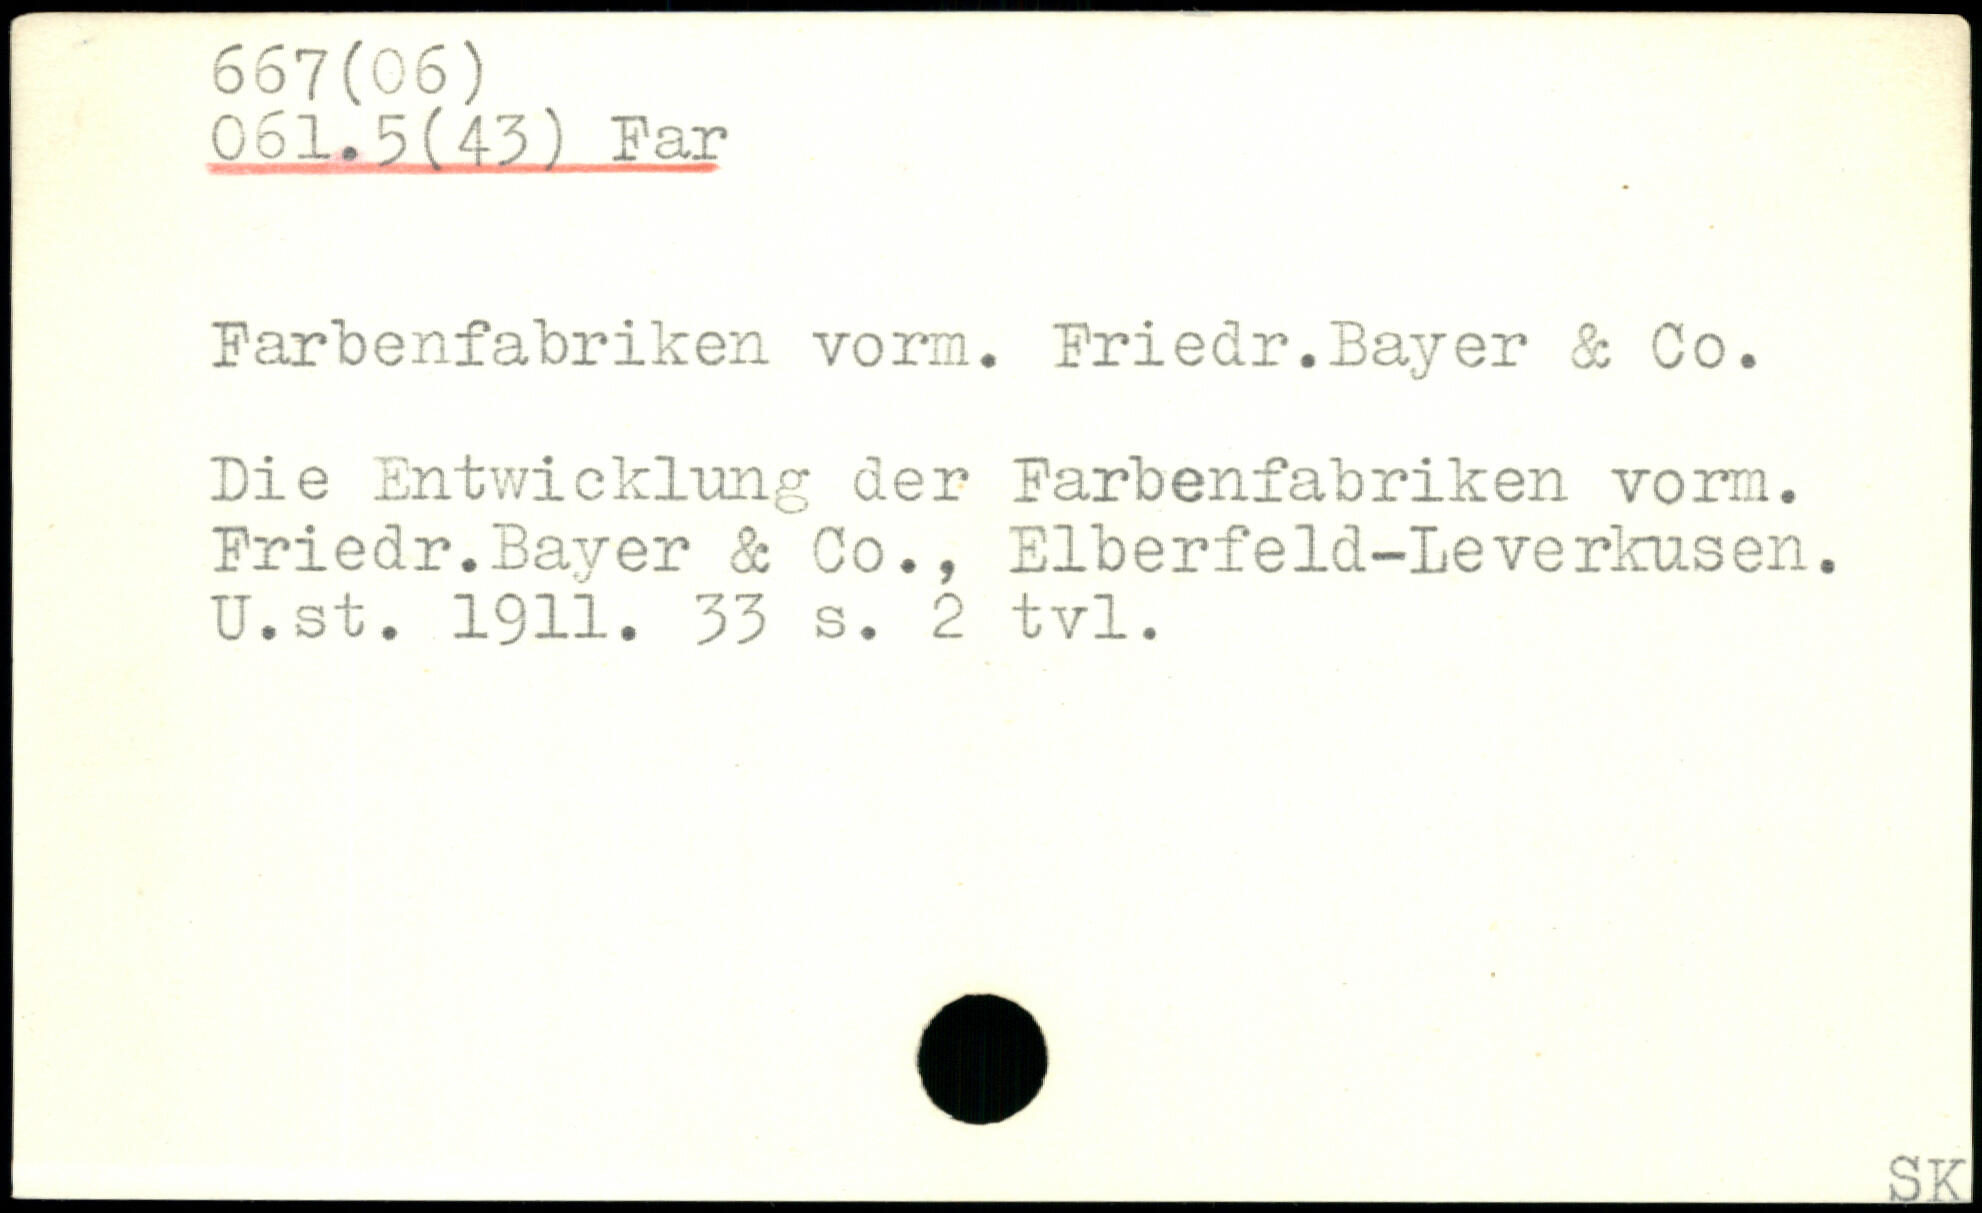 667(06)
061.5(43) Far
Farbenfabriken vorm. Friedr.Bayer & Co.
Die Entwicklung der Farbenfabriken vorm.
Friedr.Bayer & Co., Elberfeld-Leverkusen.
U.st. 1911. 33 s. 2 tvl.
SK